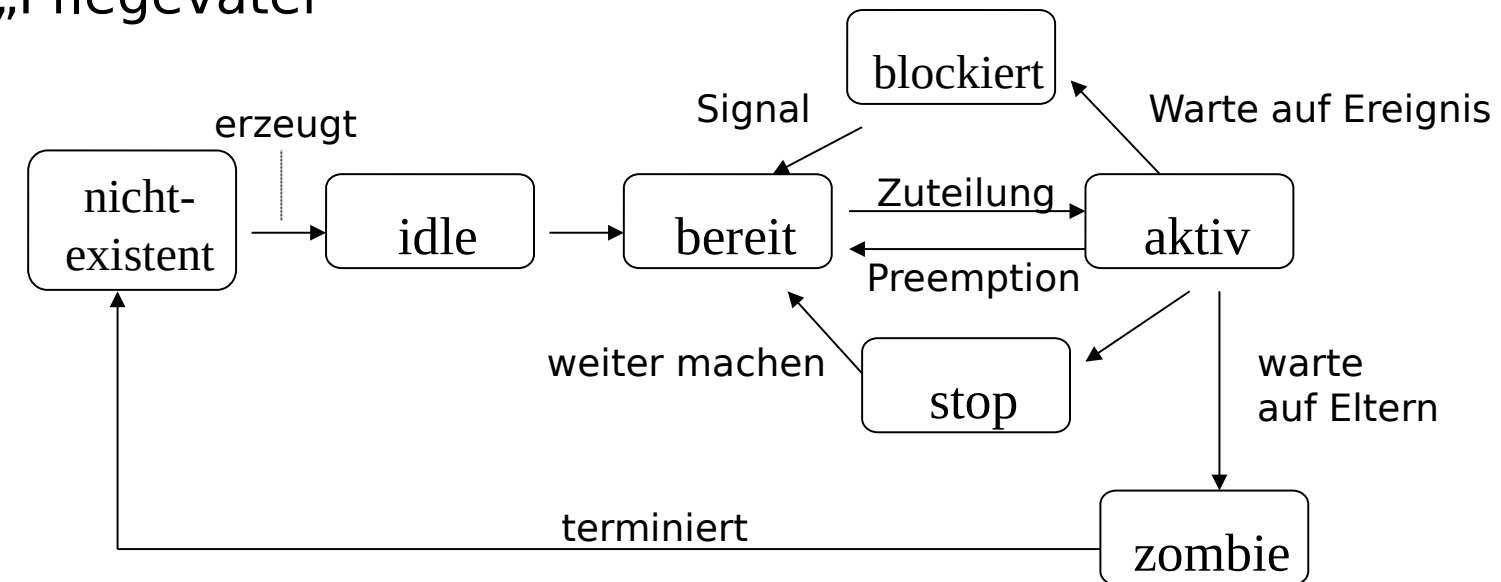 „Pflegevater
blockiert
Signal
Warte auf Ereignis
erzeugt
nicht-
existent
idle
bereit
Zuteilung
aktiv
Preemption
weiter machen
stop
warte
auf Eltern
terminiert
zombie